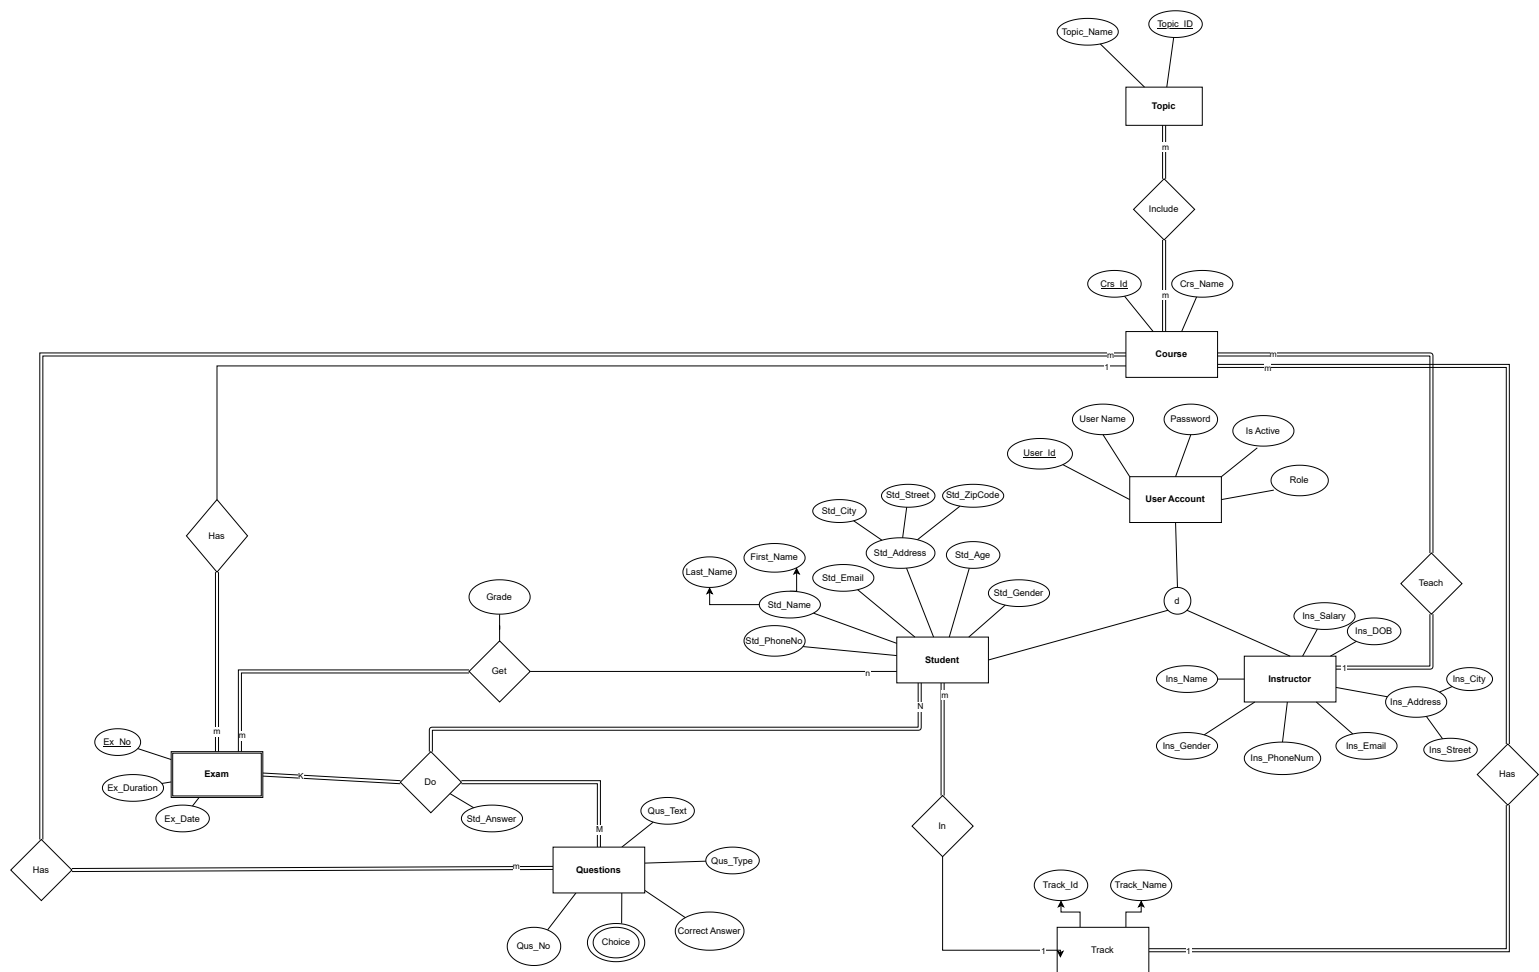 Topic_ID
Topic_Name
Topic
m
Include
Crs_Id
Crs_Name
m
Course
m
m
1
m
User Name
Password
Is Active
User_Id
Role
User Account
Std_Street
Std_ZipCode
Std_City
Has
Std_Address
Std_Age
First_Name
Last_Name
Std_Email
Teach
Std_Gender
Grade
d
Std_Name
Ins_Salary
Ins_DOB
Std_PhoneNo
Student
Get
n
1
Ins_Name
Instructor
Ins_City
m
Ins_Address
N
m
m
Ex_No
Ins_Gender
Ins_Email
Ins_Street
Ins_PhoneNum
Exam
K
Do
Has
Ex_Duration
Qus_Text
Ex_Date
Std_Answer
In
M
Qus_Type
Has
m
Questions
Track_Id
Track_Name
Correct Answer
Qus_No
Choice
1
Track
1